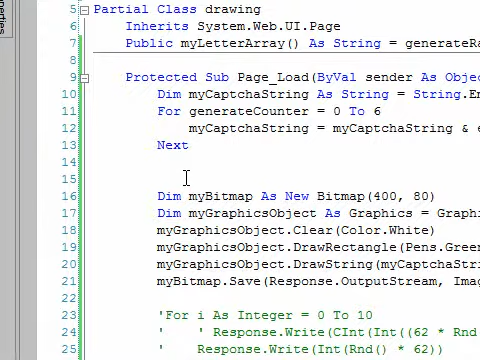 5 Partial Class drawing
6 Inherits System.Web.UI.Page
7 Public myLetterArray() As String = generateRa
8
9 Protected Sub Page_Load(ByVal sender As Objec
10 Dim myCaptchaString As String = String.Em
11 For generateCounter = 0 To 6
12 myCaptchaString = myCaptchaString &
13 Next
14
15
16 Dim myBitmap As New Bitmap(400, 80)
17 Dim myGraphicsObject As Graphics = Graphi
18 myGraphicsObject.Clear(Color.White)
19 myGraphicsObject.DrawRectangle(Pens.Green
20 myGraphicsObject.DrawString(myCaptchaStri
21 myBitmap.Save(Response.OutputStream, Imag
22
23 'For i As Integer = 0 To 10
24 ' ' Response.Write(CInt(Int((62 * Rnd
25 ' Response.Write(Int(Rnd() * 62))